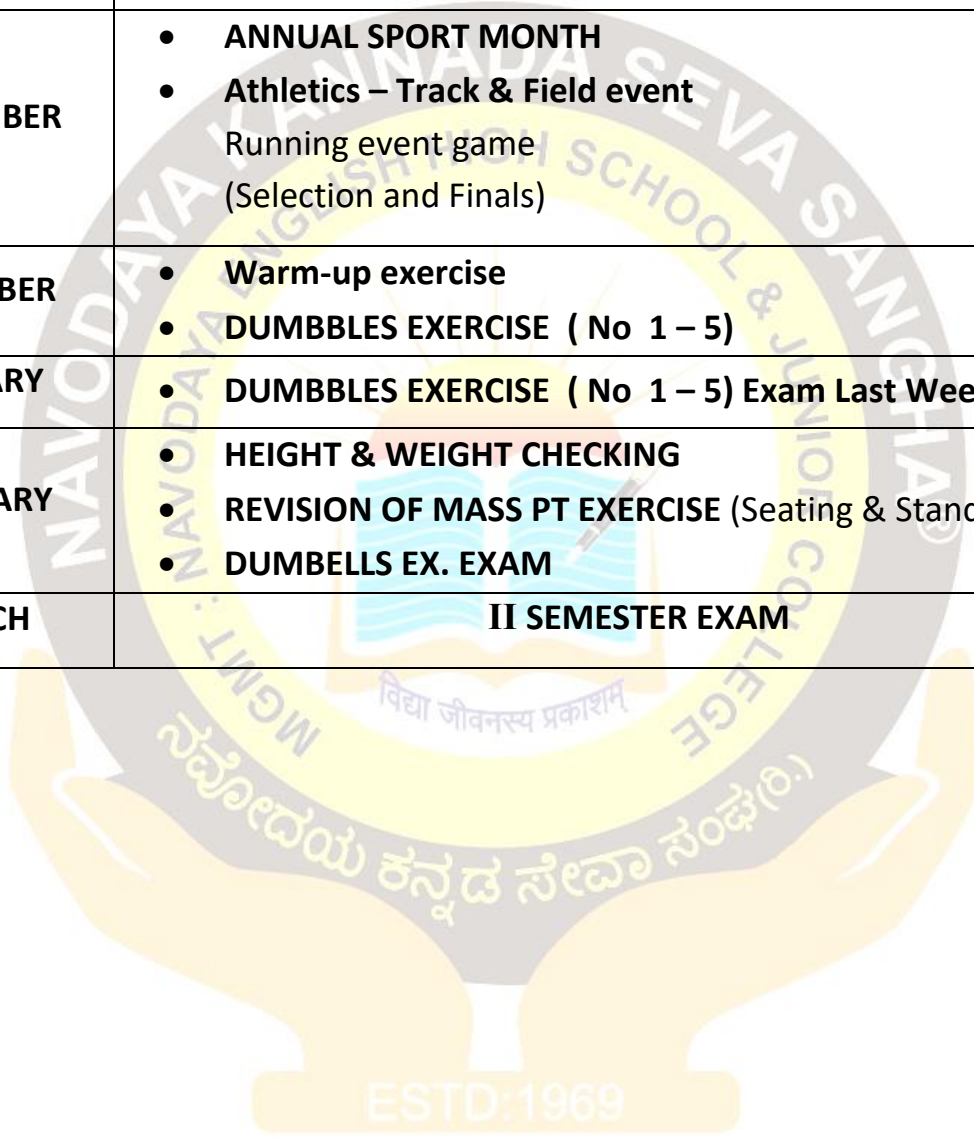 ANNUAL SPORT MONTH
BER
Athletics – Track & Field event
Running event game
(Selection and Finals)
BER
Warm-up exercise
DUMBBLES EXERCISE ( No 1 – 5)
ARY
DUMBBLES EXERCISE ( No 1 – 5) Exam Last Wee
ARY
HEIGHT & WEIGHT CHECKING
REVISION OF MASS PT EXERCISE (Seating & Stand
DUMBELLS EX. EXAM
CH
II SEMESTER EXAM
NAVODAYA KANNADA SEVA SANGHA®
MGMT : NAVODAYA ENGLISH HIGH SCHOOL & JUNIOR COLLEGE
विद्या जीवनस्य प्रकाशम्
ನವೋದಯ ಕನ್ನಡ ಸೇವಾ ಸಂಘ(ರಿ.)
ESTD:1969